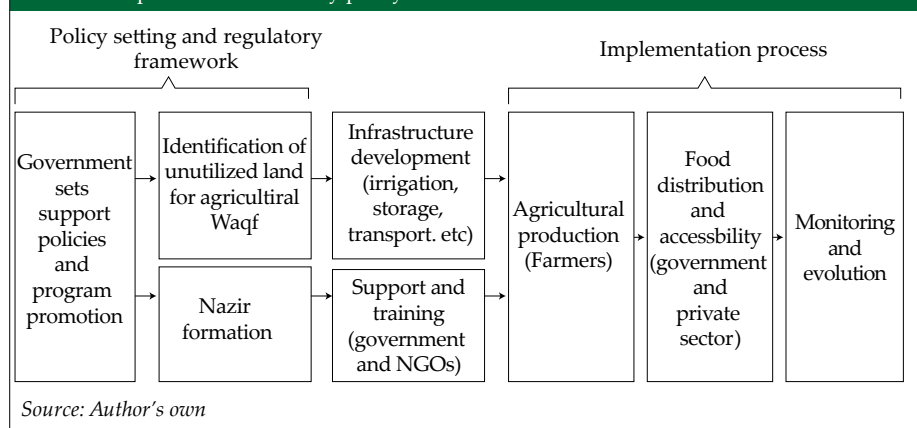 Policy setting and regulatory
framework
Implementation process
Government
sets
support
policies
and
program
promotion
Identification of
unutilized land
for agricultiral
Waqf
Nazir
formation
Infrastructure
development
(irrigation,
storage,
transport. etc)
Support and
training
(government
and NGOs)
Agricultural
production
(Farmers)
Food
distribution
and
accessbility
(government
and
private
sector)
Monitoring
and
evolution
Source: Author's own